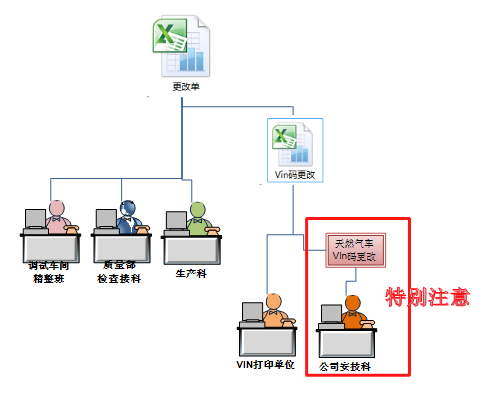 更改单
Vin码更改
调试车间
精整班
质量部
检查接科
生产科
天然气车
Vin码更改
特别注意
VIN打印单位
公司安技科